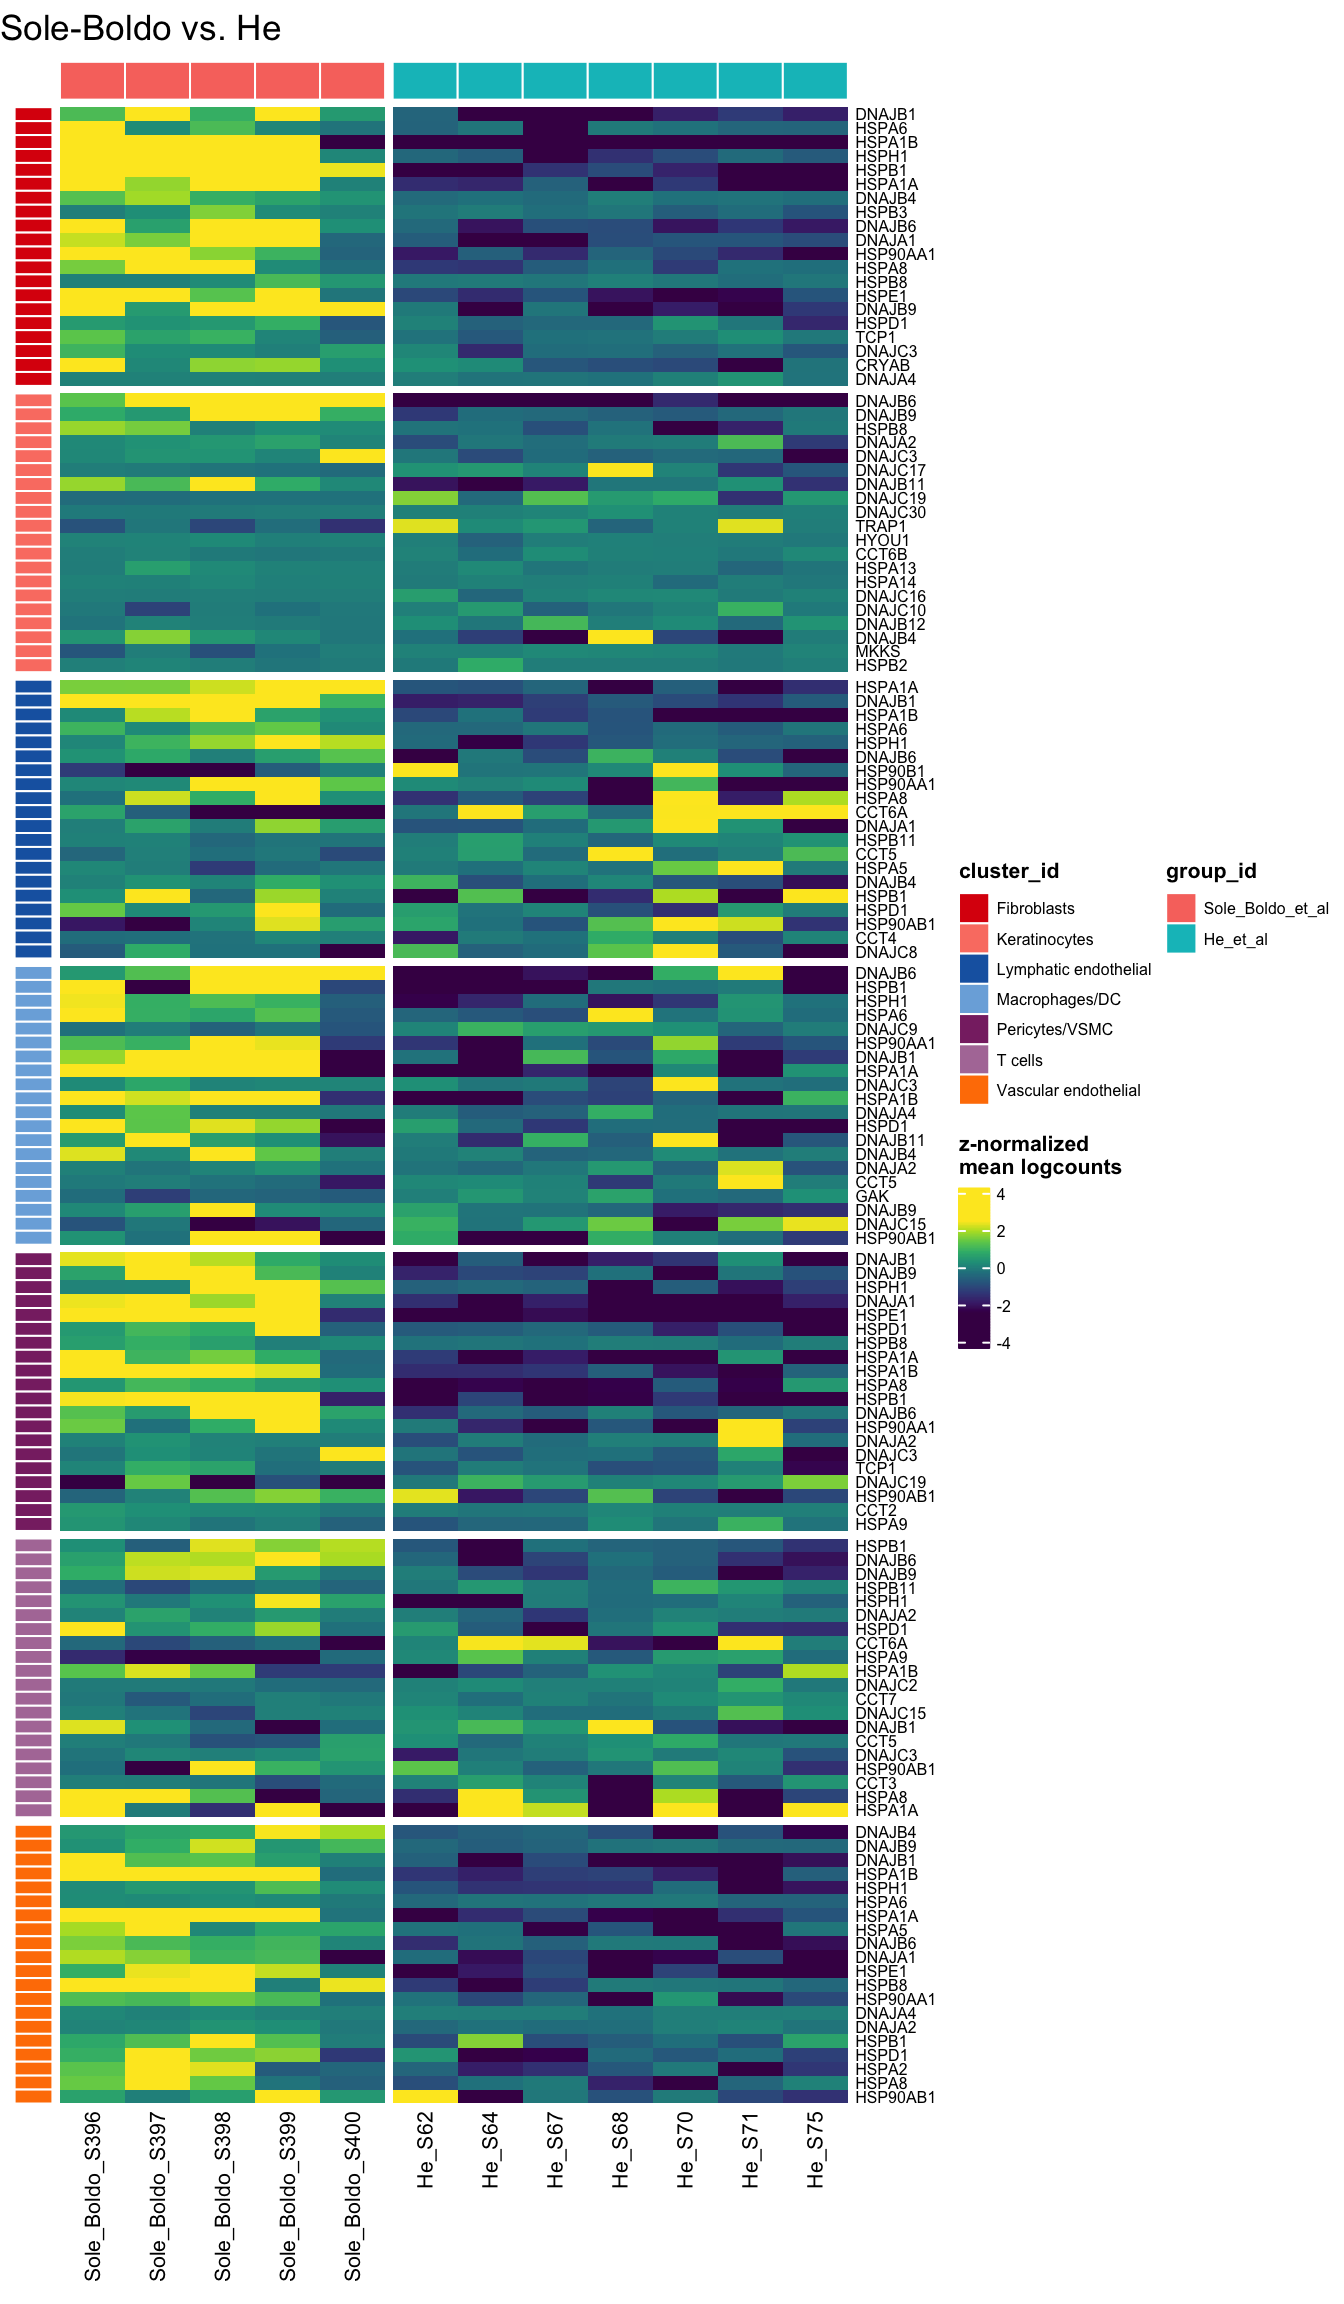 Sole-Boldo vs. He
DNAJB1
HSPA6
HSPA1B
HSPH1
HSPB1
HSPA1A
DNAJB4
HSPB3
DNAJB6
DNAJA1
HSP90AA1
HSPA8
HSPB8
HSPE1
DNAJB9
HSPD1
TCP1
DNAJC3
CRYAB
DNAJA4
DNAJB6
DNAJB9
HSPB8
DNAJA2
DNAJC3
DNAJC17
DNAJB11
DNAJC19
DNAJC30
TRAP1
HYOU1
CCT6B
HSPA13
HSPA14
DNAJC16
DNAJC10
DNAJB12
DNAJB4
MKKS
HSPB2
HSPA1A
DNAJB1
HSPA1B
HSPA6
HSPH1
DNAJB6
HSP90B1
HSP90AA1
HSPA8
CCT6A
DNAJA1
HSPB11
CCT5
HSPA5
DNAJB4
HSPB1
HSPD1
HSP90AB1
CCT4
DNAJC8
DNAJB6
HSPB1
HSPH1
HSPA6
DNAJC9
HSP90AA1
DNAJB1
HSPA1A
DNAJC3
HSPA1B
DNAJA4
HSPD1
DNAJB11
DNAJB4
DNAJA2
CCT5
GAK
DNAJB9
DNAJC15
HSP90AB1
DNAJB1
DNAJB9
HSPH1
DNAJA1
HSPE1
HSPD1
HSPB8
HSPA1A
HSPA1B
HSPA8
HSPB1
DNAJB6
HSP90AA1
DNAJA2
DNAJC3
TCP1
DNAJC19
HSP90AB1
CCT2
HSPA9
HSPB1
DNAJB6
DNAJB9
HSPB11
HSPH1
DNAJA2
HSPD1
CCT6A
HSPA9
HSPA1B
DNAJC2
CCT7
DNAJC15
DNAJB1
CCT5
DNAJC3
HSP90AB1
CCT3
HSPA8
HSPA1A
DNAJB4
DNAJB9
DNAJB1
HSPA1B
HSPH1
HSPA6
HSPA1A
HSPA5
DNAJB6
DNAJA1
HSPE1
HSPB8
HSP90AA1
DNAJA4
DNAJA2
HSPB1
HSPD1
HSPA2
HSPA8
HSP90AB1
Sole_Boldo_S396
Sole_Boldo_S397
Sole_Boldo_S398
Sole_Boldo_S399
Sole_Boldo_S400
He_S62
He_S64
He_S67
He_S68
He_S70
He_S71
He_S75
cluster_id
Fibroblasts
Keratinocytes
Lymphatic endothelial
Macrophages/DC
Pericytes/VSMC
T cells
Vascular endothelial
group_id
Sole_Boldo_et_al
He_et_al
z-normalized
mean logcounts
4
2
0
-2
-4